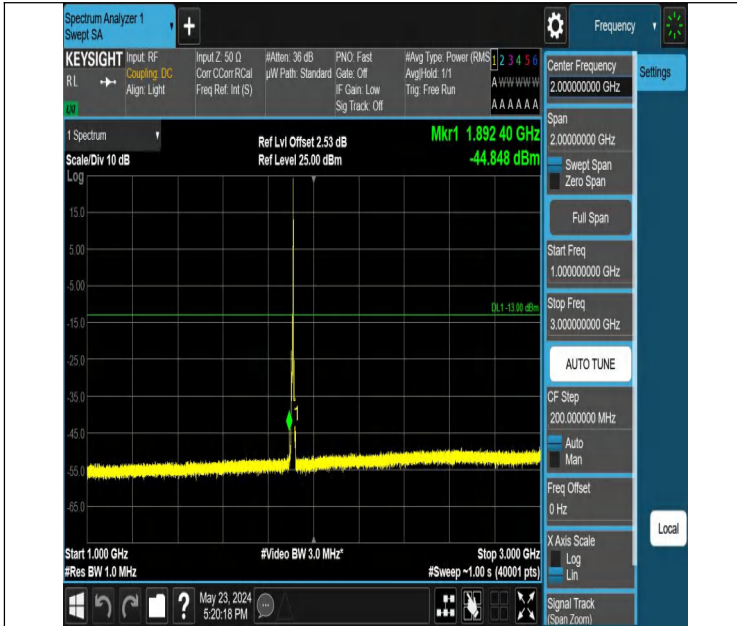 Spectrum Analyzer 1
Swept SA
+
Frequency
KEYSIGHT
RL
Input: RF
Coupling: DC
Align: Light
Input Z: 50 Ω
Corr CCorr RCal
Freq Ref: Int (S)
#Atten: 36 dB
µW Path: Standard
PNO: Fast
Gate: Off
IF Gain: Low
Sig Track: Off
#Avg Type: Power (RMS
Avg|Hold: 1/1
Trig: Free Run
1 2 3 4 5 6
A W W W W W
A A A A A A
1 Spectrum
Scale/Div 10 dB
Log
Ref Lvl Offset 2.53 dB
Ref Level 25.00 dBm
Mkr1 1.892 40 GHz
-44.848 dBm
15.0
5.00
-5.00
DL1 -13.00 dBm
-15.0
-25.0
-35.0
1
-45.0
-55.0
-65.0
Start 1.000 GHz
#Video BW 3.0 MHz*
Stop 3.000 GHz
#Res BW 1.0 MHz
#Sweep ~1.00 s (40001 pts)
?
May 23, 2024
5:20:18 PM
Center Frequency
2.000000000 GHz
Settings
Span
2.00000000 GHz
Swept Span
Zero Span
Full Span
Start Freq
1.000000000 GHz
Stop Freq
3.000000000 GHz
AUTO TUNE
CF Step
200.000000 MHz
Auto
Man
Freq Offset
0 Hz
Local
X Axis Scale
Log
Lin
Signal Track
(Span Zoom)